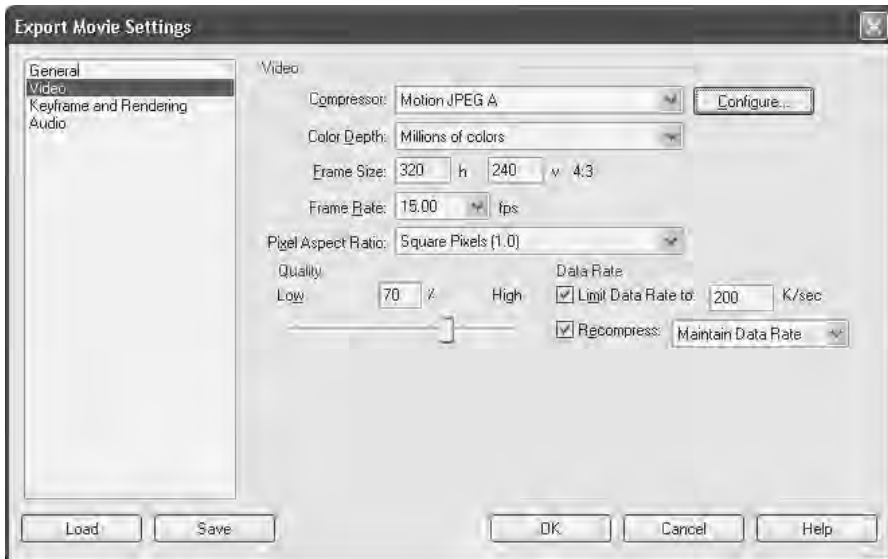 Export Movie Settings
General
Video
Keyframe and Rendering
Audio
Video
Compressor: Motion JPEG A Configure...
Color Depth: Millions of colors
Frame Size: 320 h 240 v 4:3
Frame Rate: 15.00 fps
Pixel Aspect Ratio: Square Pixels (1.0)
Quality
Low 70 % High
Data Rate
Limit Data Rate to 200 K/sec
Recompress: Maintain Data Rate
Load Save OK Cancel Help